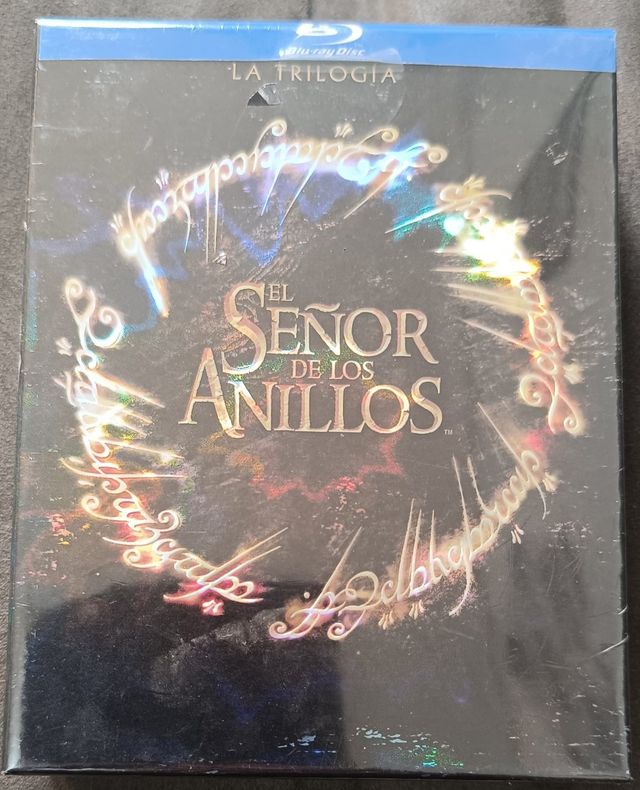 Blu-ray Disc
LA TRILOGÍA
EL
SEÑOR
DE LOS
ANILLOS
TM